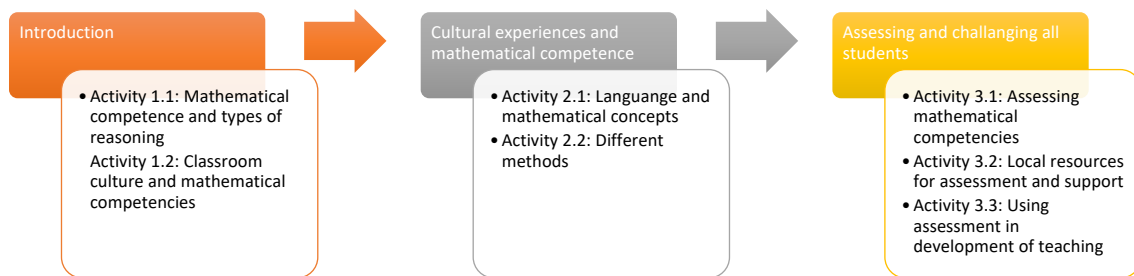 Introduction
• Activity 1.1: Mathematical
competence and types of
reasoning
Activity 1.2: Classroom
culture and mathematical
competencies
Cultural experiences and
mathematical competence
• Activity 2.1: Languange and
mathematical concepts
• Activity 2.2: Different
methods
Assessing and challanging all
students
• Activity 3.1: Assessing
mathematical
competencies
• Activity 3.2: Local resources
for assessment and support
• Activity 3.3: Using
assessment in
development of teaching